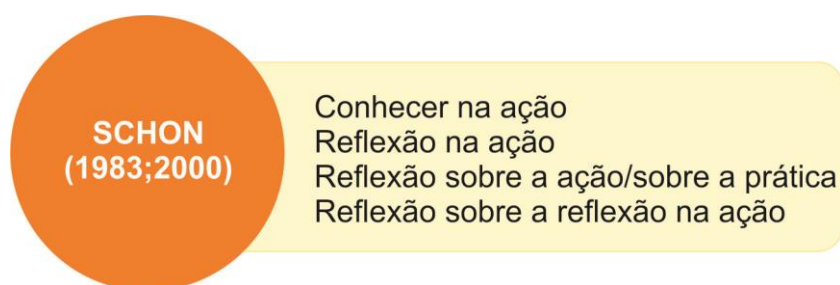 SCHON
(1983;2000)
Conhecer na ação
Reflexão na ação
Reflexão sobre a ação/sobre a prática
Reflexão sobre a reflexão na ação